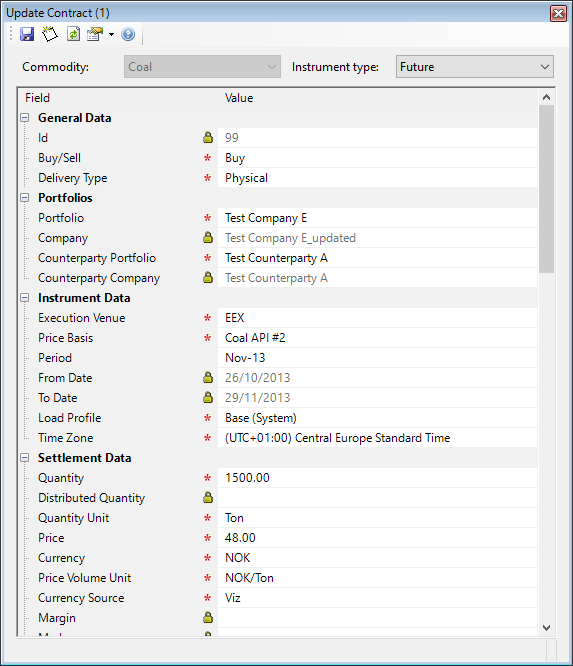 Update Contract (1)
Commodity: Coal Instrument type: Future
Field Value
General Data
Id 99
Buy/Sell * Buy
Delivery Type * Physical
Portfolios
Portfolio * Test Company E
Company Test Company E_updated
Counterparty Portfolio * Test Counterparty A
Counterparty Company Test Counterparty A
Instrument Data
Execution Venue * EEX
Price Basis * Coal API #2
Period Nov-13
From Date 26/10/2013
To Date 29/11/2013
Load Profile * Base (System)
Time Zone * (UTC+01:00) Central Europe Standard Time
Settlement Data
Quantity * 1500.00
Distributed Quantity
Quantity Unit * Ton
Price * 48.00
Currency * NOK
Price Volume Unit * NOK/Ton
Currency Source * Viz
Margin